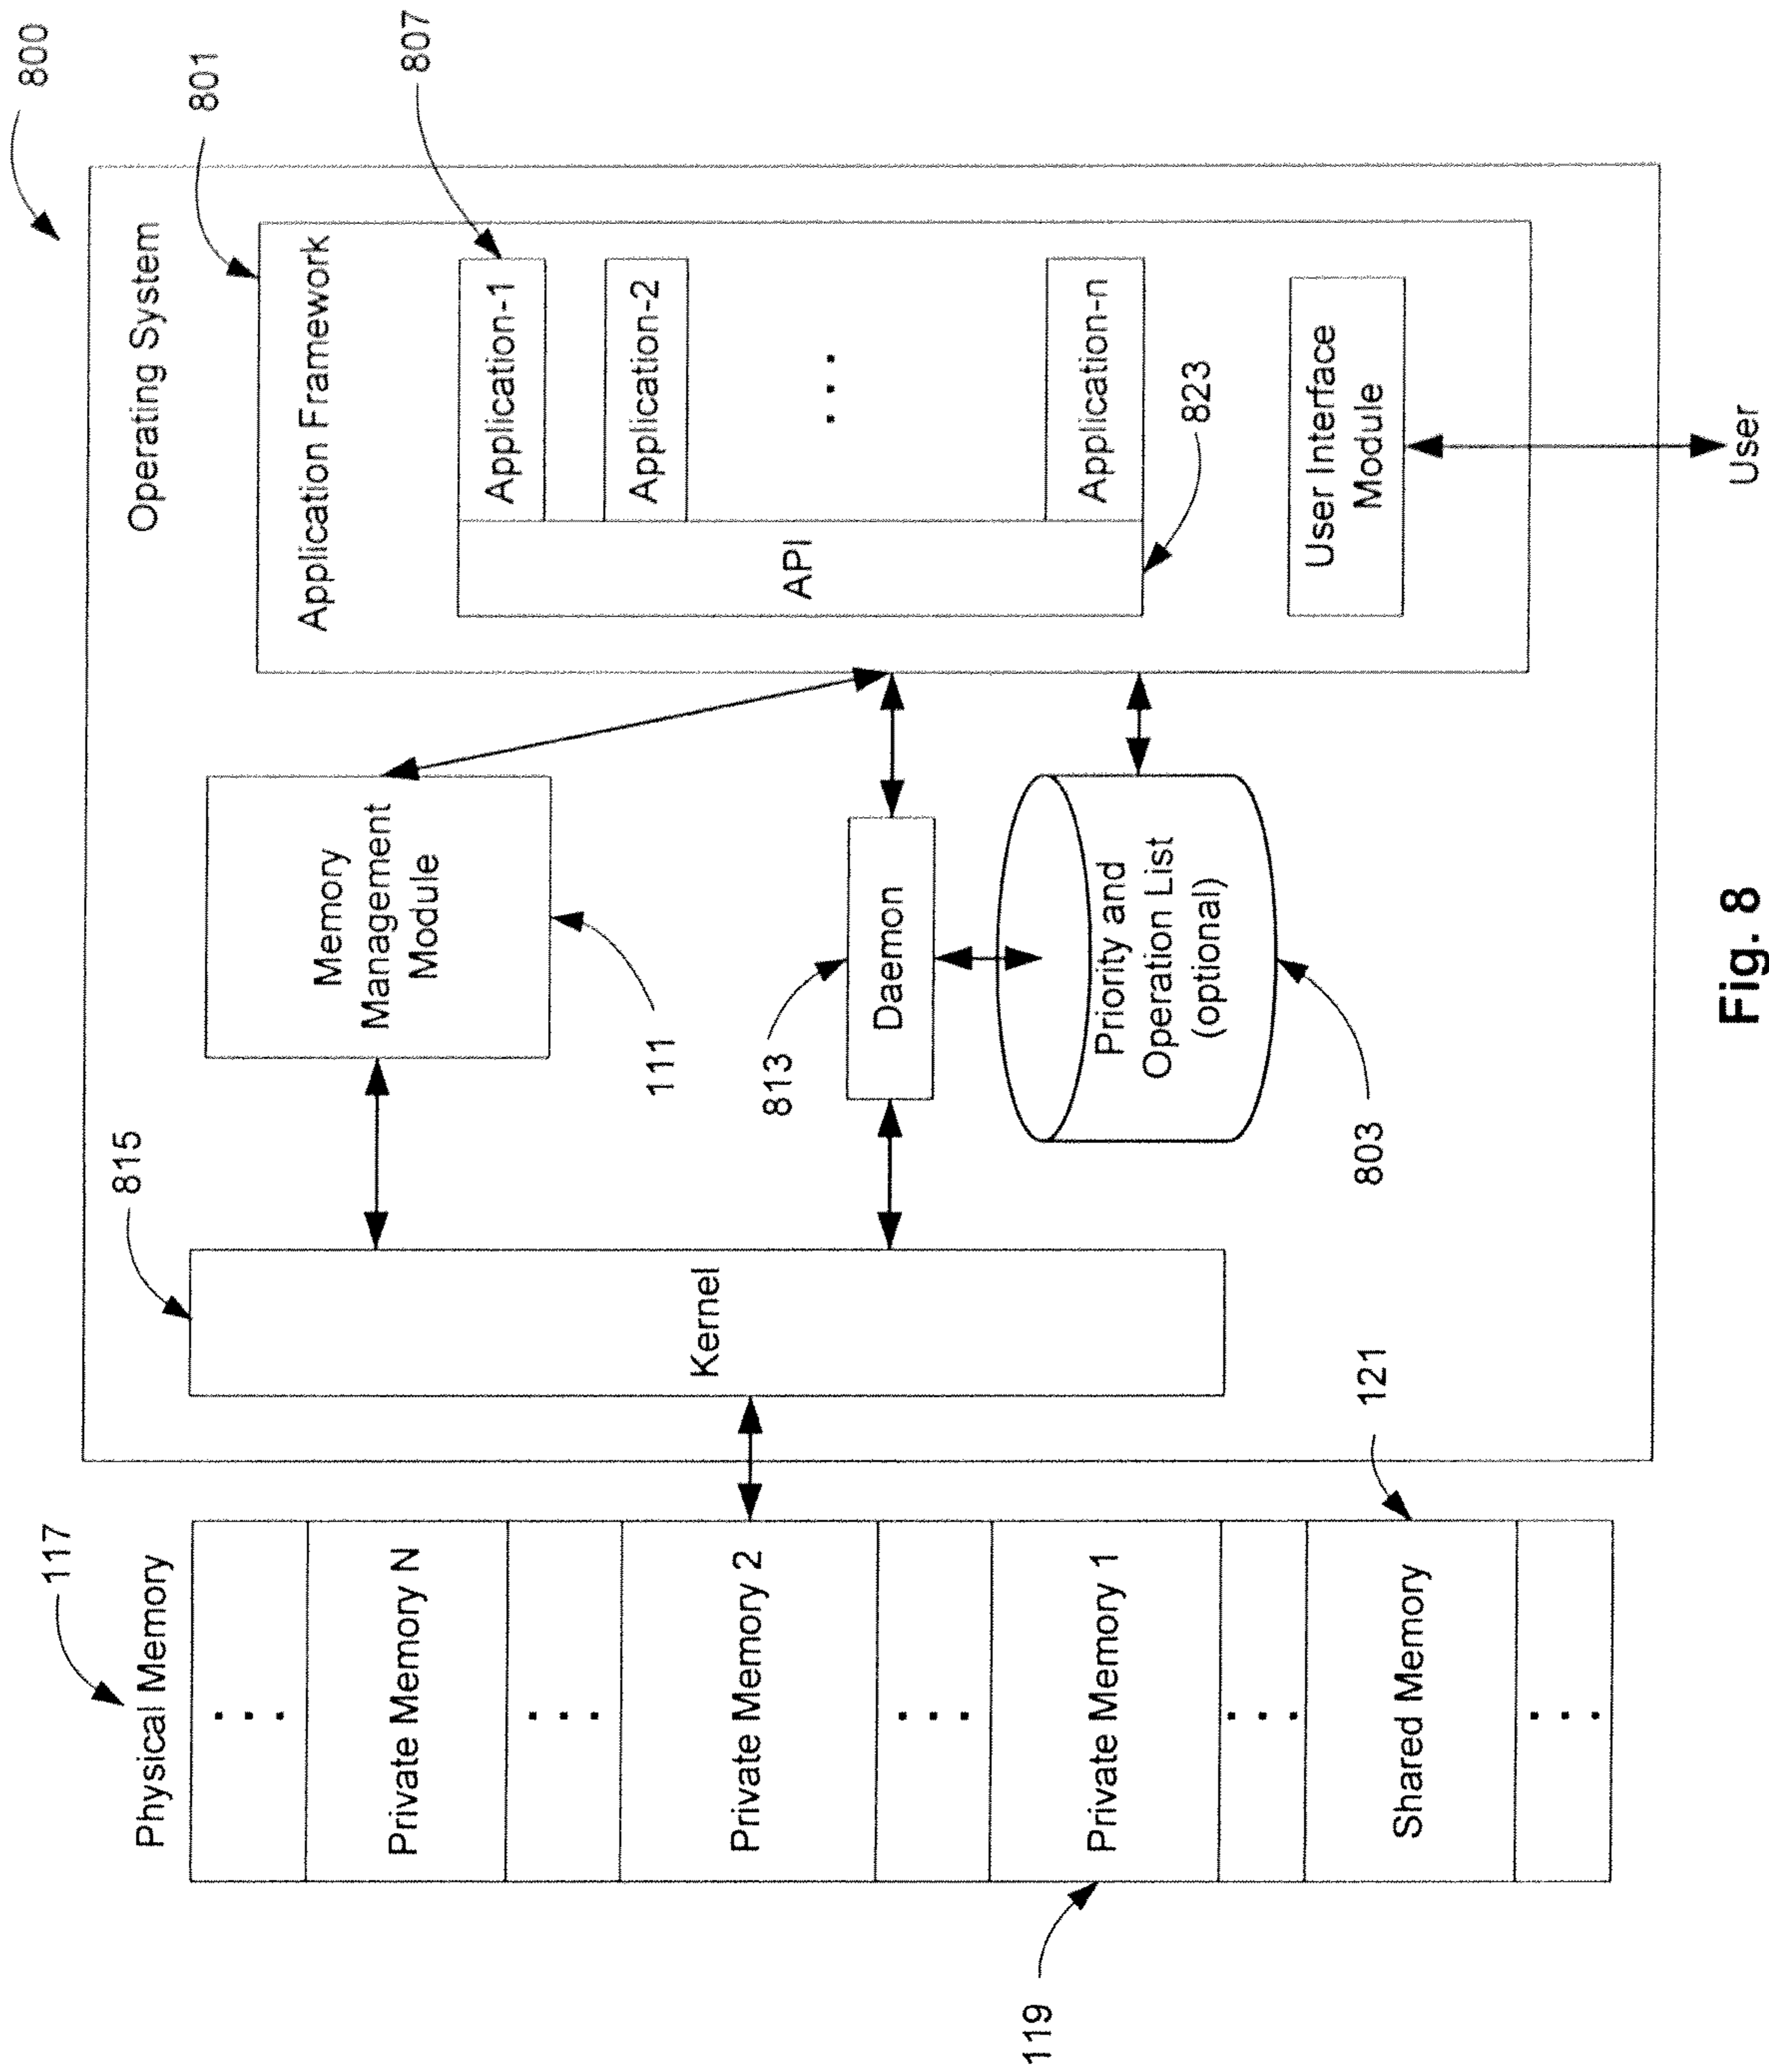 800
Operating System
801
Application Framework
807
Application-1
Application-2
...
Application-n
API
823
User Interface
Module
User
Memory
Management
Module
111
813
Daemon
Priority and
Operation List
(optional)
803
815
Kernel
117
Physical Memory
...
Private Memory N
...
Private Memory 2
...
Private Memory 1
...
Shared Memory
...
121
119
Fig. 8